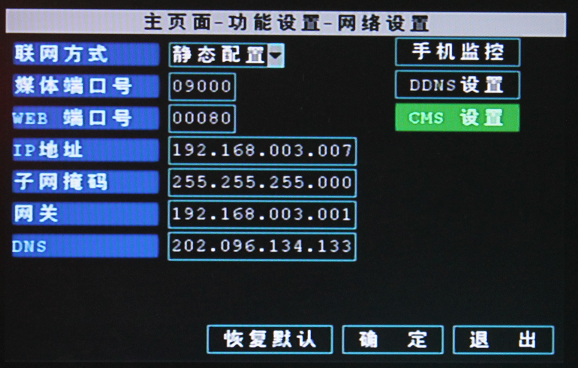 主页面-功能设置-网络设置
联网方式 静态配置 手机监控
媒体端口号 09000 DDNS设置
WEB 端口号 00080 CMS 设置
IP地址 192.168.003.007
子网掩码 255.255.255.000
网关 192.168.003.001
DNS 202.096.134.133
恢复默认 确 定 退 出